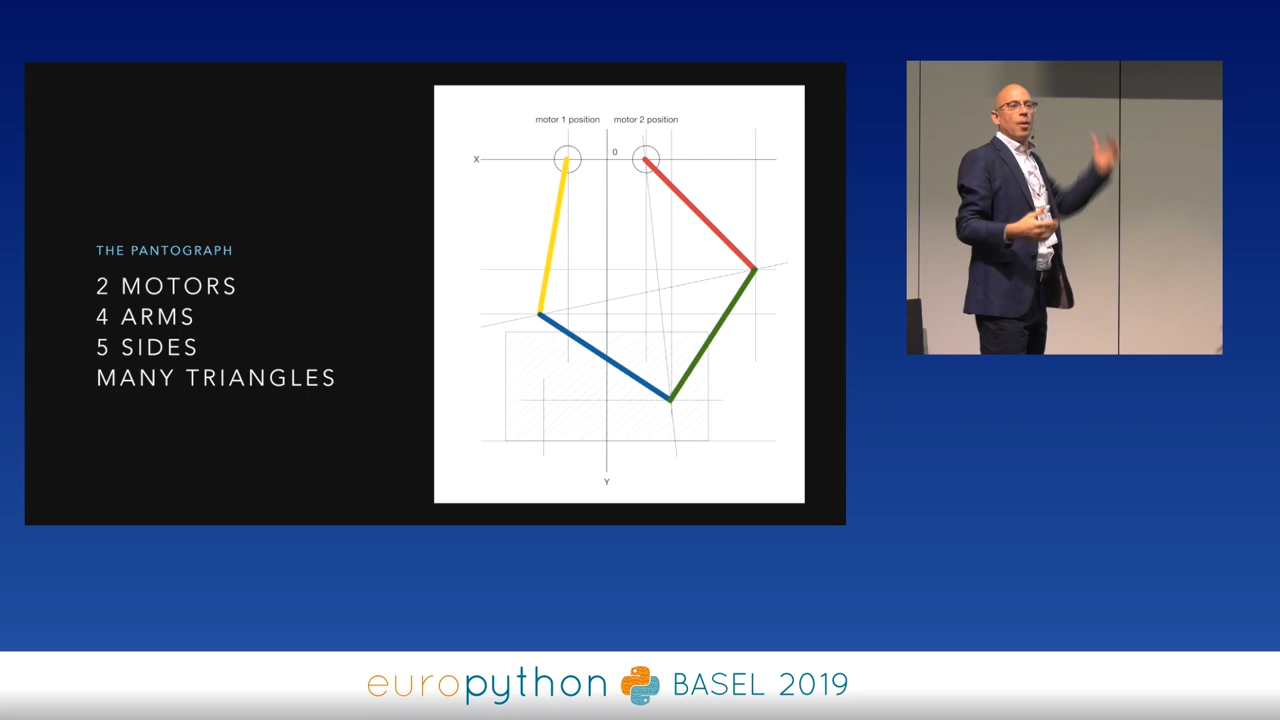 THE PANTOGRAPH
2 MOTORS
4 ARMS
5 SIDES
MANY TRIANGLES
motor 1 position motor 2 position
X
0
Y
europython BASEL 2019